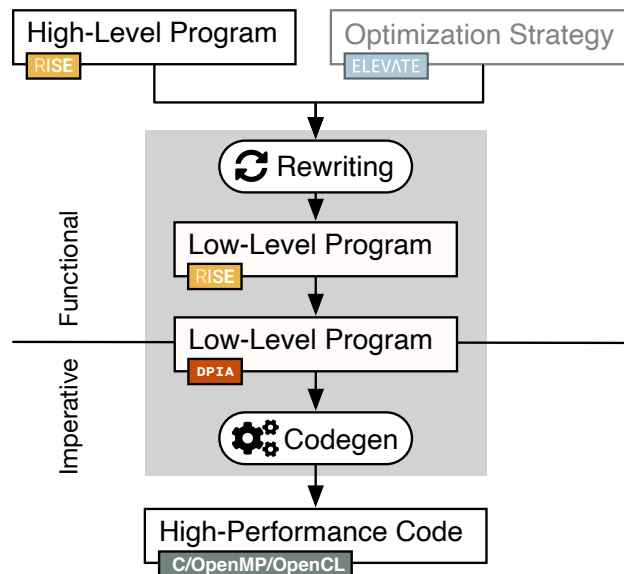 High-Level Program
RISE
Optimization Strategy
ELEVATE
Functional
Rewriting
Low-Level Program
RISE
Low-Level Program
DPIA
Imperative
Codegen
High-Performance Code
C/OpenMP/OpenCL